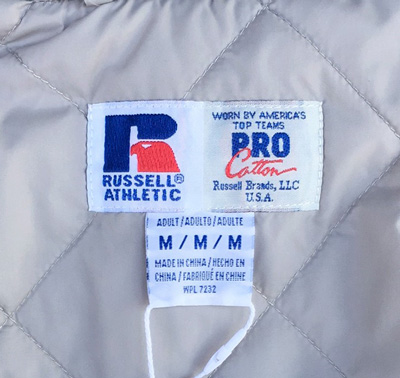 RUSSELL®
ATHLETIC
WORN BY AMERICA'S
TOP TEAMS
PRO
Cotton
Russell Brands, LLC
U.S.A.
ADULT/ADULTO/ADULTE
M/M/M
MADE IN CHINA/HECHO EN
CHINA/FABRIQUÉ EN CHINE
WPL 7232